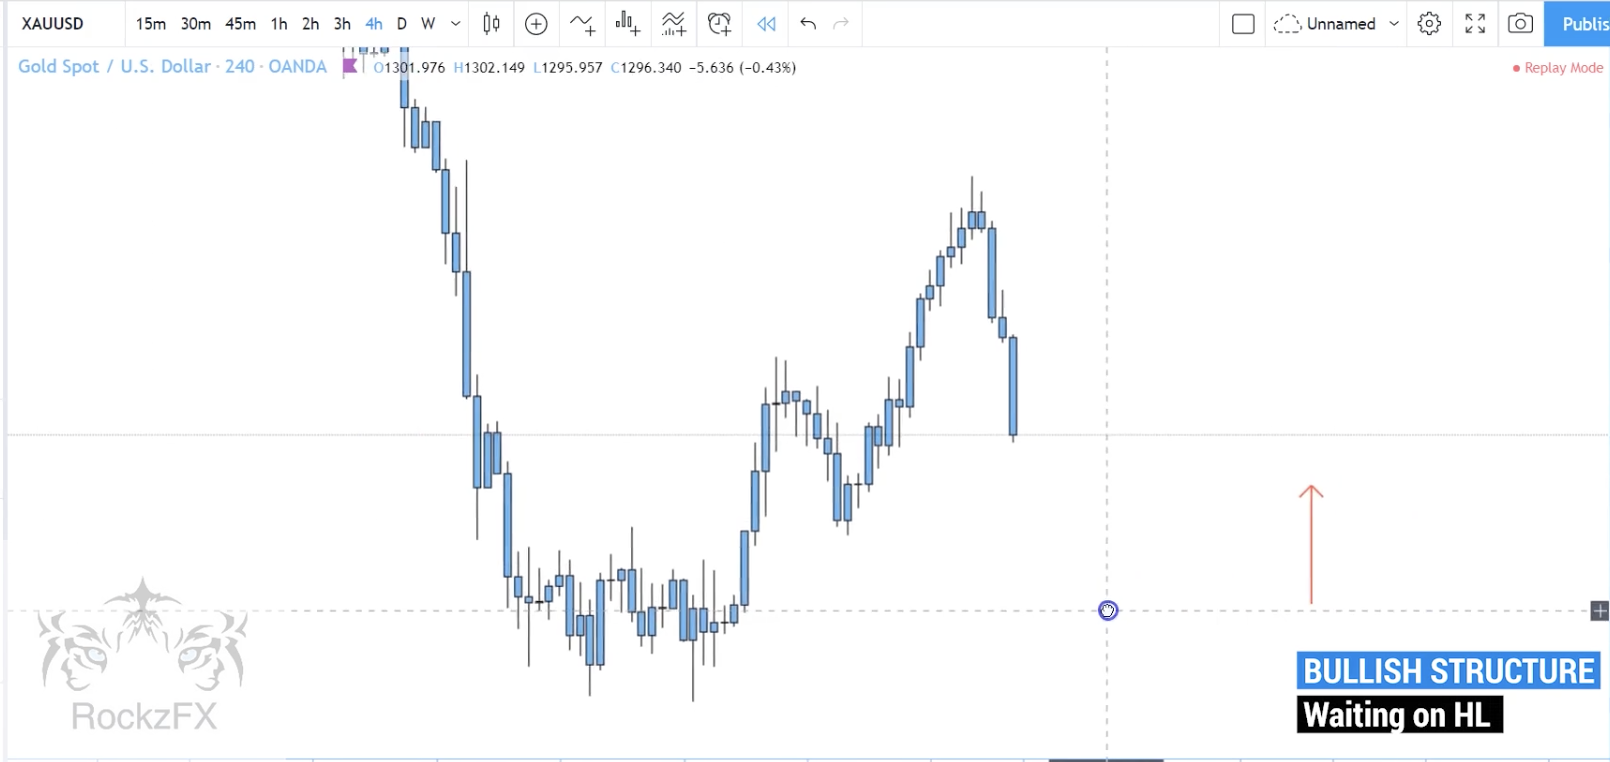 XAUUSD 15m 30m 45m 1h 2h 3h 4h D W Unnamed Publis
Gold Spot / U.S. Dollar · 240 · OANDA O1301.976 H1302.149 L1295.957 C1296.340 −5.636 (−0.43%) Replay Mode
BULLISH STRUCTURE
Waiting on HL
RockzFX